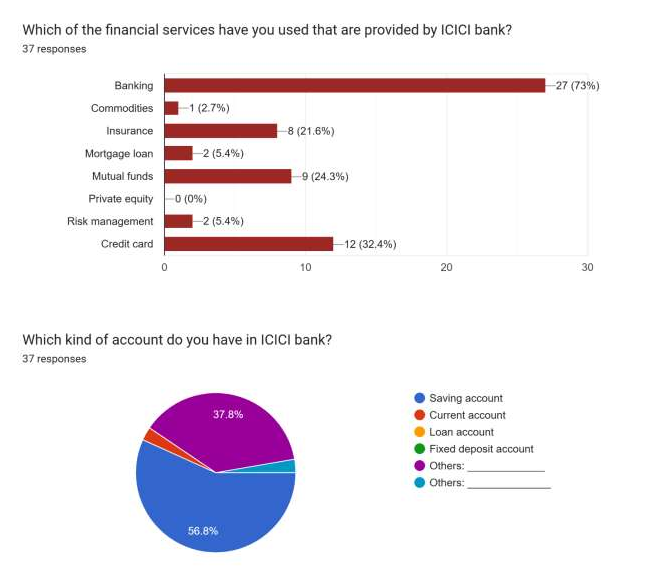 Which of the financial services have you used that are provided by ICICI bank?
37 responses
Banking
27 (73%)
Commodities
1 (2.7%)
Insurance
8 (21.6%)
Mortgage loan
2 (5.4%)
Mutual funds
9 (24.3%)
Private equity
0 (0%)
Risk management
2 (5.4%)
Credit card
12 (32.4%)
0 10 20 30
Which kind of account do you have in ICICI bank?
37 responses
37.8%
56.8%
Saving account
Current account
Loan account
Fixed deposit account
Others: ______________
Others: _______________